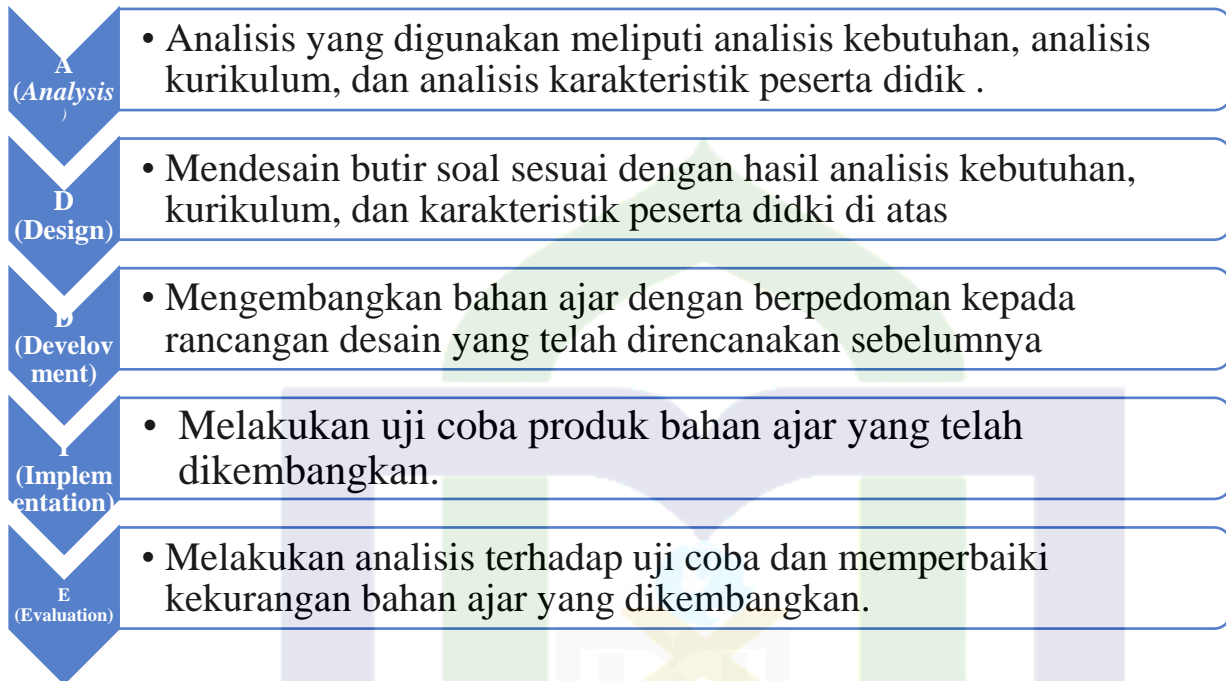 A
(Analysis
)
• Analisis yang digunakan meliputi analisis kebutuhan, analisis
kurikulum, dan analisis karakteristik peserta didik .
D
(Design)
• Mendesain butir soal sesuai dengan hasil analisis kebutuhan,
kurikulum, dan karakteristik peserta didki di atas
D
(Develov
ment)
• Mengembangkan bahan ajar dengan berpedoman kepada
rancangan desain yang telah direncanakan sebelumnya
I
(Implem
entation)
• Melakukan uji coba produk bahan ajar yang telah
dikembangkan.
E
(Evaluation)
• Melakukan analisis terhadap uji coba dan memperbaiki
kekurangan bahan ajar yang dikembangkan.